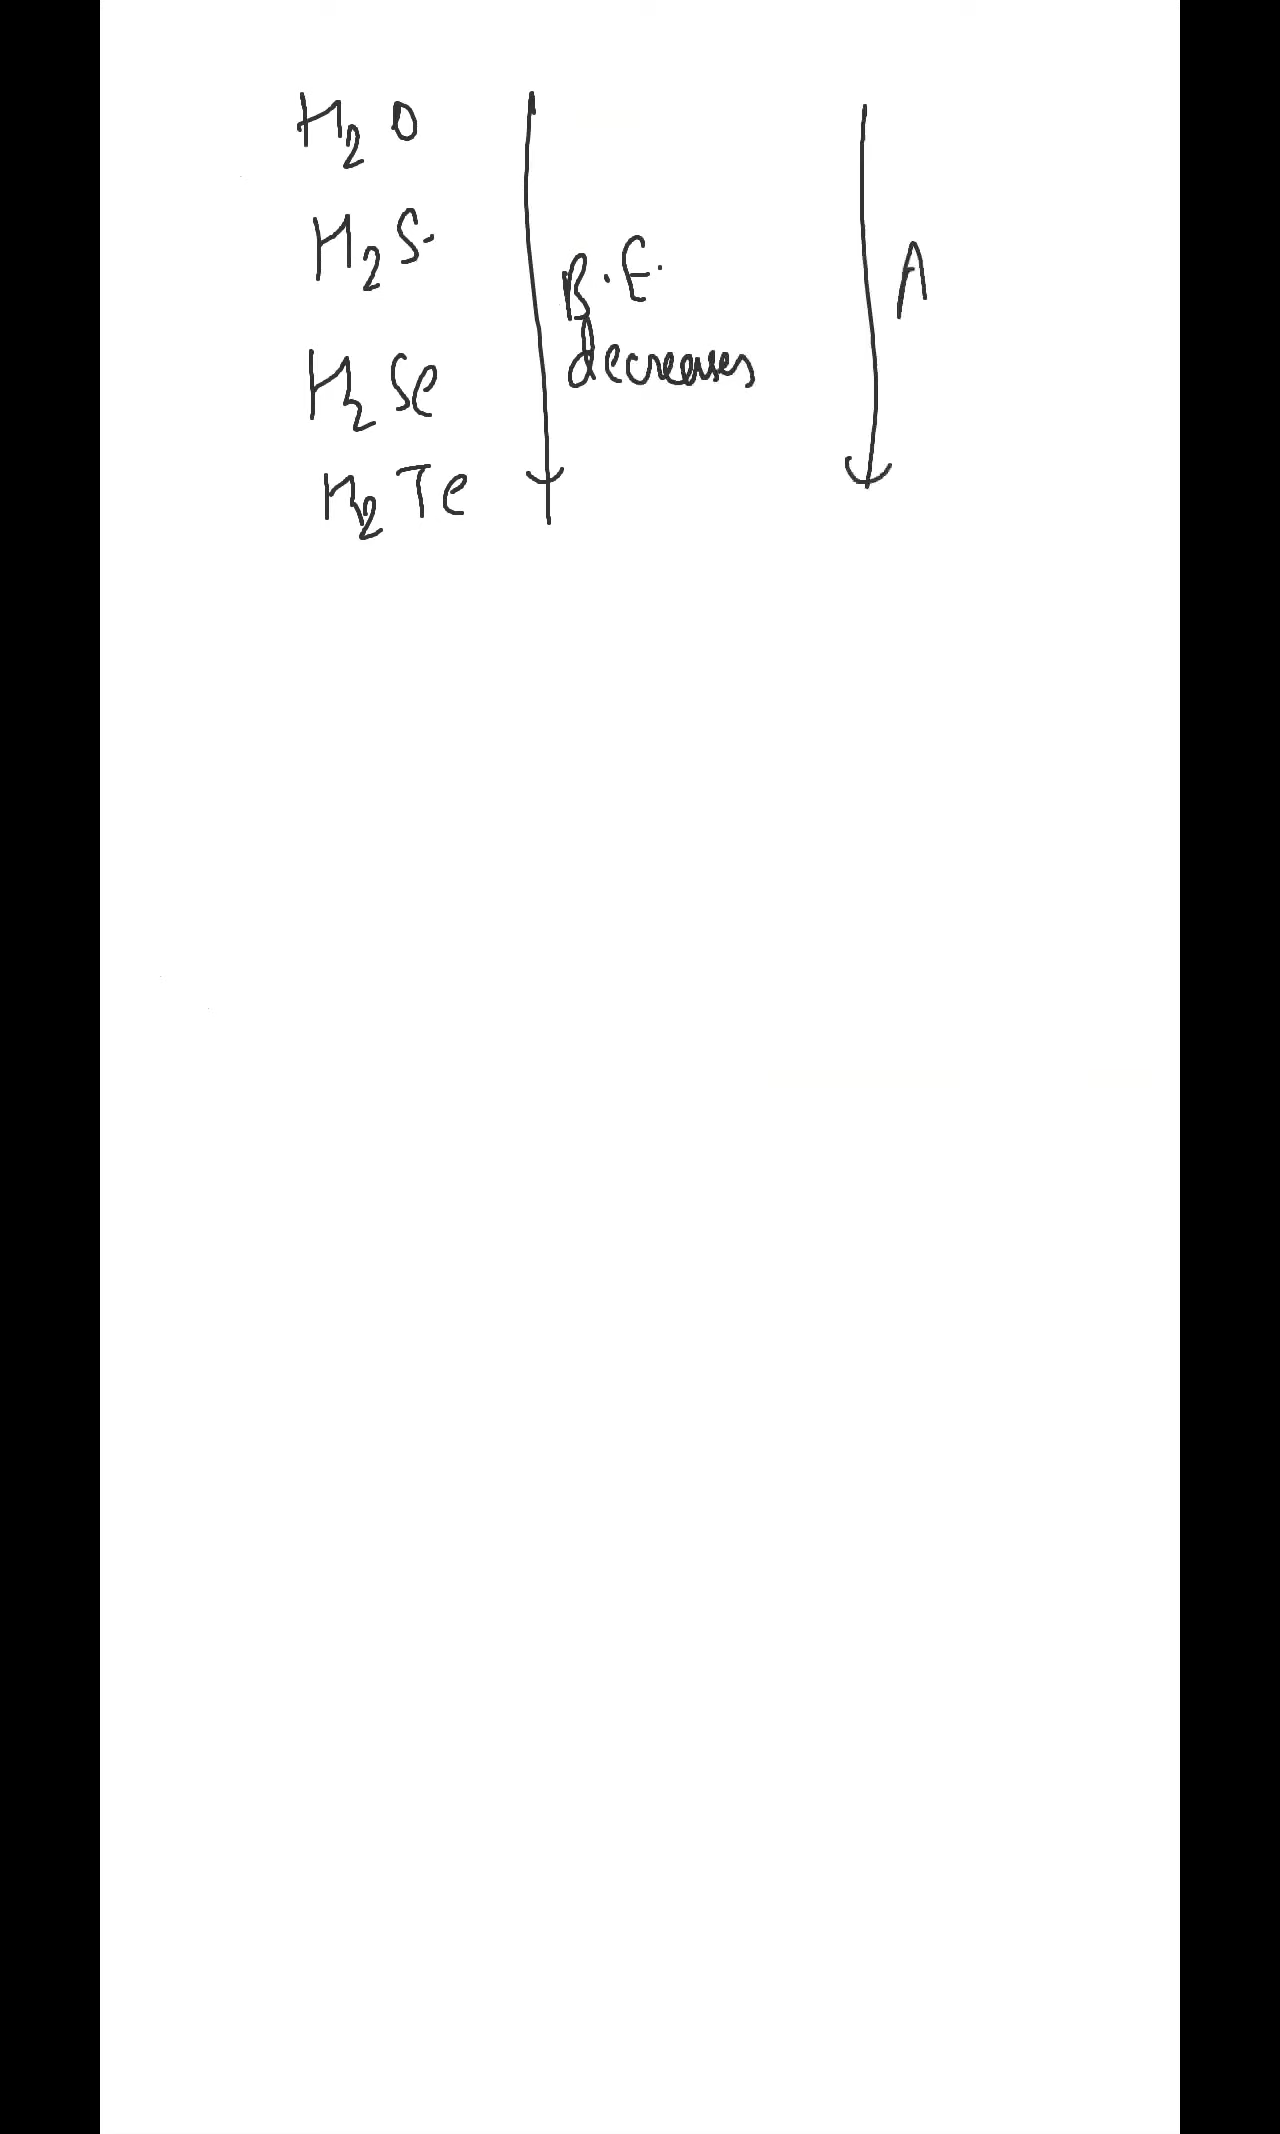 H₂O
H₂S
H₂Se
H₂Te
B.E.
decreases
A